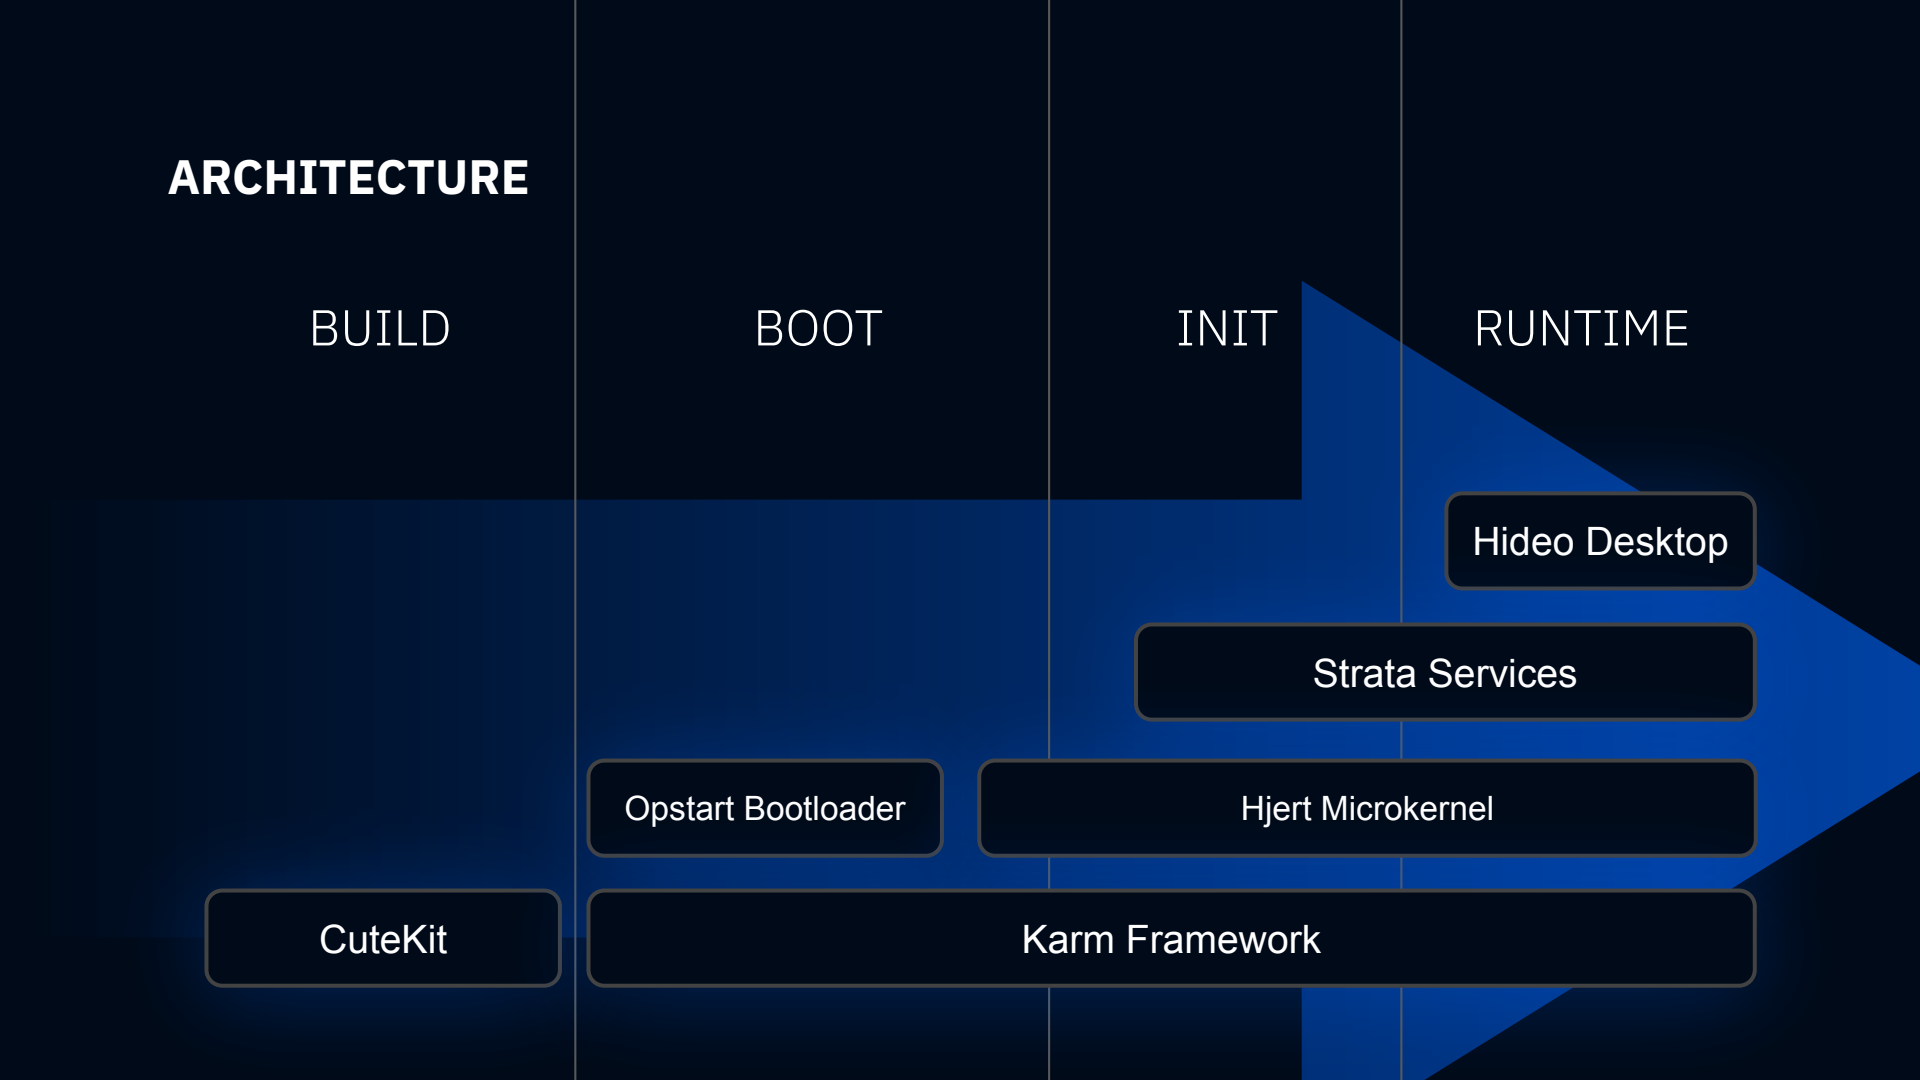 ARCHITECTURE
BUILD
BOOT
INIT
RUNTIME
Hideo Desktop
Strata Services
Opstart Bootloader
Hjert Microkernel
CuteKit
Karm Framework